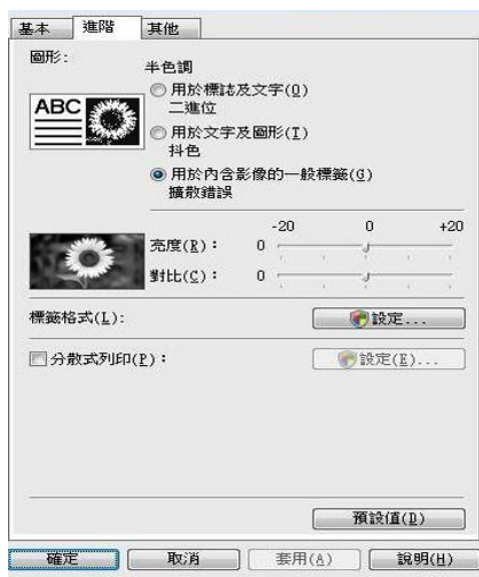 基本 進階 其他
圖形:
半色調
用於標誌及文字(O)
二進位
ABC
用於文字及圖形(T)
抖色
用於內含影像的一般標籤(G)
擴散錯誤
-20 0 +20
亮度(R): 0
對比(C): 0
標籤格式(L): 設定...
分散式列印(P): 設定(E)...
預設值(D)
確定 取消 套用(A) 說明(H)